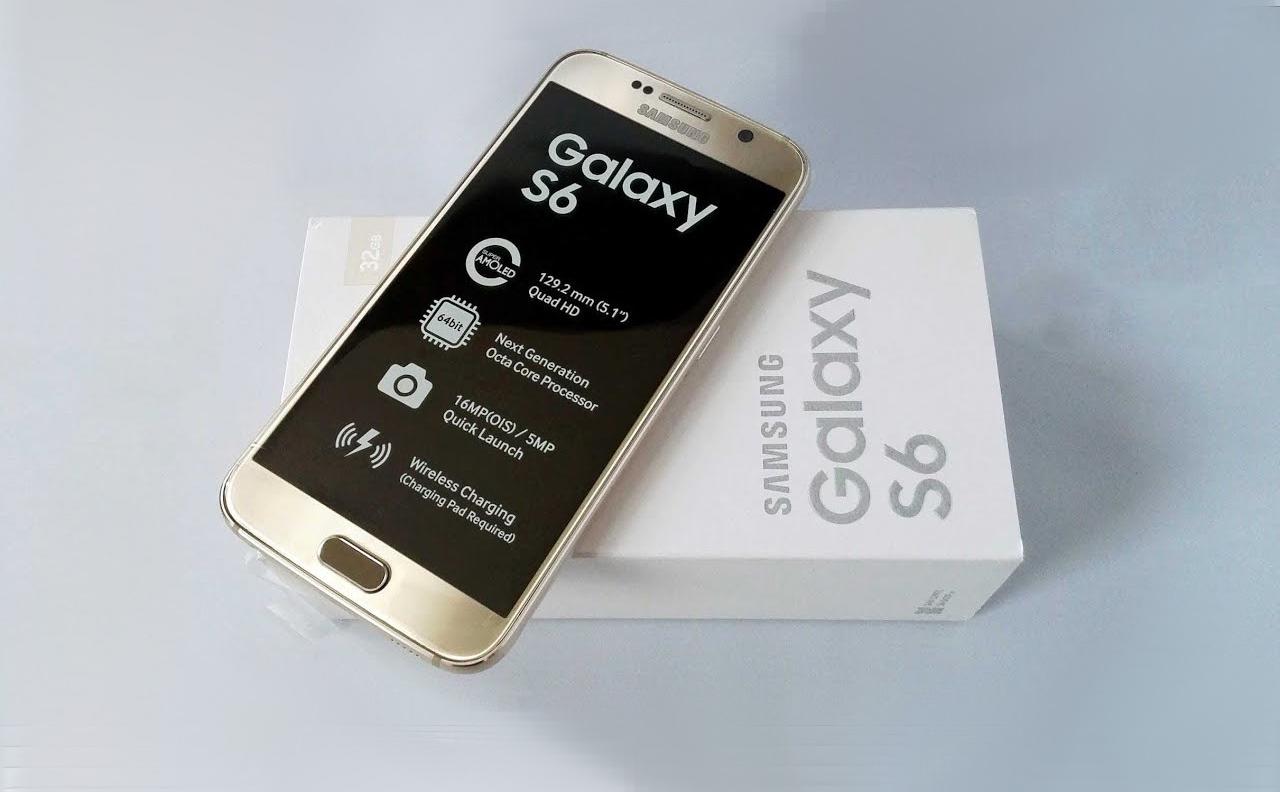 SAMSUNG
Galaxy
S6
SUPER
AMOLED
129.2 mm (5.1")
Quad HD
64bit
Next Generation
Octa Core Processor
16MP(OIS) / 5MP
Quick Launch
Wireless Charging
(Charging Pad Required)
32GB
SAMSUNG
Galaxy
S6